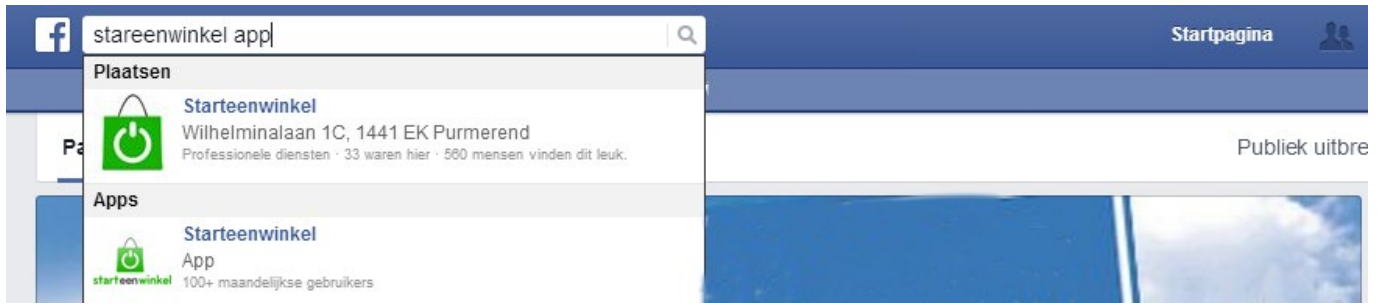 stareenwinkel app
Startpagina
Plaatsen
Starteenwinkel
Wilhelminalaan 1C, 1441 EK Purmerend
Professionele diensten · 33 waren hier · 560 mensen vinden dit leuk.
Pa
Publiek uitbre
Apps
Starteenwinkel
App
starteenwinkel
100+ maandelijkse gebruikers